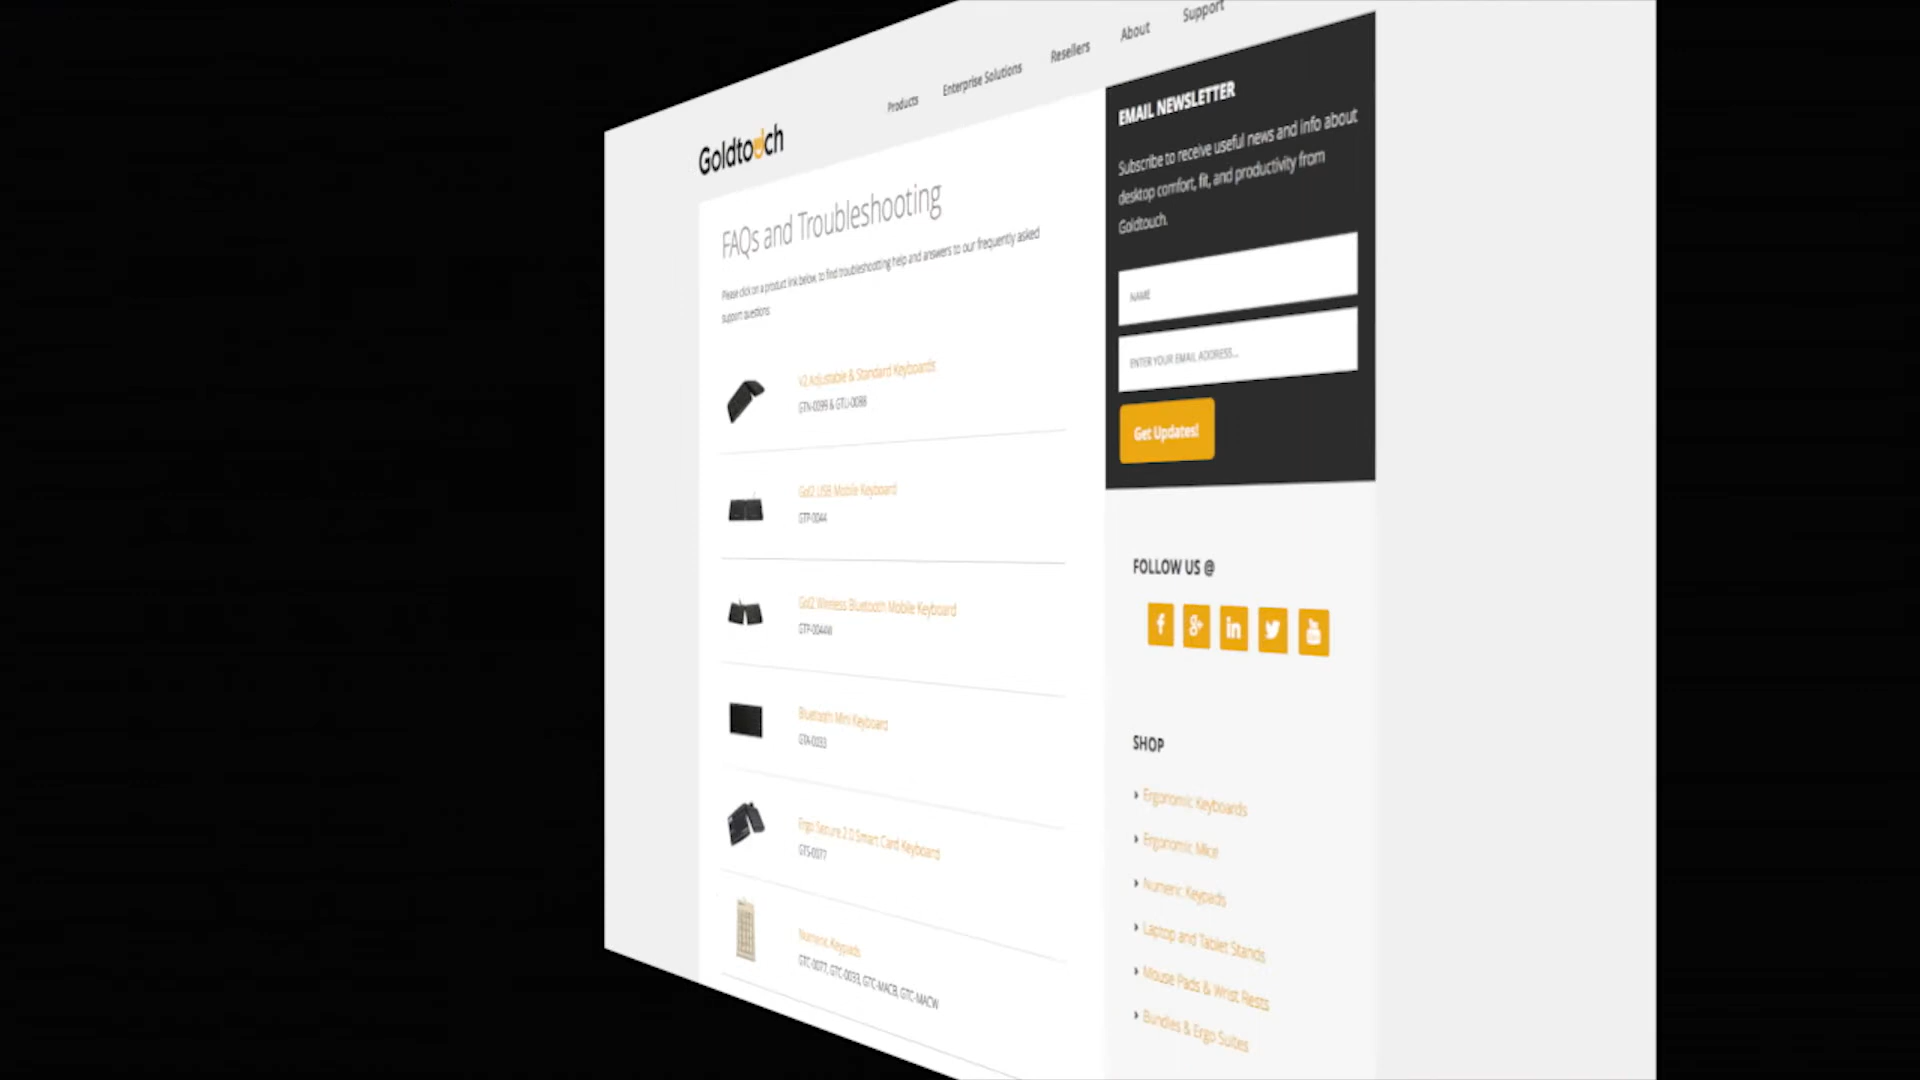 Products
Enterprise Solutions
Resellers
About
Support
Goldtouch
FAQs and Troubleshooting
Please click on a product link below, to find troubleshootting help and answers to our frequently asked
support questions
V2 Adjustable & Standard Keyboards
GTN-0099 & GTU-0088
Go!2 USB Mobile Keyboard
GTP-0044
Go!2 Wireless Bluetooth Mobile Keyboard
GTP-0044W
Bluetooth Mini Keyboard
GTA-0033
Ergo Secure 2.0 Smart Card Keyboard
GTS-0077
Numeric Keypads
GTC-0077, GTC-0033, GTC-MACB, GTC-MACW
EMAIL NEWSLETTER
Subscribe to receive useful news and info about
desktop comfort, fit, and productivity from
Goldtouch.
NAME
ENTER YOUR EMAIL ADDRESS...
Get Updates!
FOLLOW US @
SHOP
Ergonomic Keyboards
Ergonomic Mice
Numeric Keypads
Laptop and Tablet Stands
Mouse Pads & Wrist Rests
Bundles & Ergo Suites